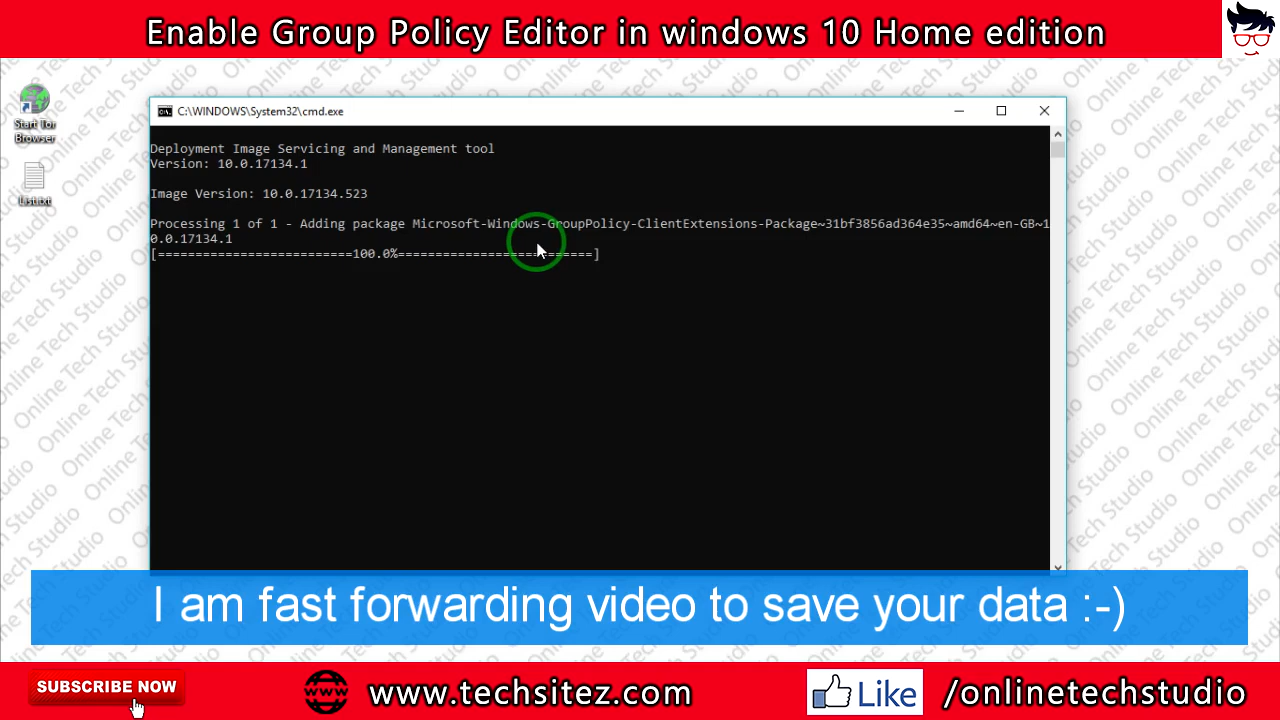 Enable Group Policy Editor in windows 10 Home edition
Start Tor
Browser
List.txt
C:\WINDOWS\System32\cmd.exe
Deployment Image Servicing and Management tool
Version: 10.0.17134.1
Image Version: 10.0.17134.523
Processing 1 of 1 - Adding package Microsoft-Windows-GroupPolicy-ClientExtensions-Package~31bf3856ad364e35~amd64~en-GB~1
0.0.17134.1
[==========================100.0%==========================]
Online Tech Studio
I am fast forwarding video to save your data :-)
SUBSCRIBE NOW
www.techsitez.com
Like
/onlinetechstudio